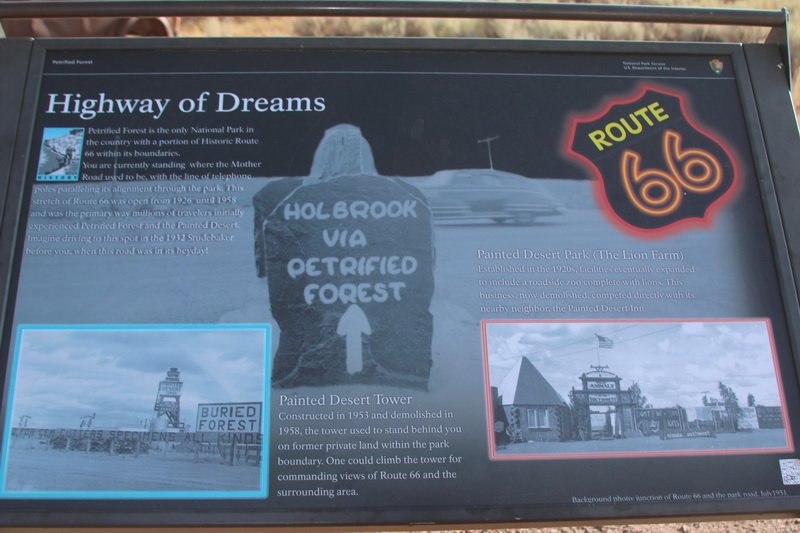 Petrified Forest
National Park Service
U.S. Department of the Interior
Highway of Dreams
HISTORY
Petrified Forest is the only National Park in
the country with a portion of Historic Route
66 within its boundaries.
You are currently standing where the Mother
Road used to be, with the line of telephone
poles paralleling its alignment through the park. This
stretch of Route 66 was open from 1926 until 1958
and was the primary way millions of travelers initially
experienced Petrified Forest and the Painted Desert.
Imagine driving to this spot in the 1932 Studebaker
before you, when this road was in its heyday!
HOLBROOK
VIA
PETRIFIED
FOREST
ROUTE
66
Painted Desert Park (The Lion Farm)
Established in the 1920s, facilities eventually expanded
to include a roadside zoo complete with lions. This
business, now demolished, competed directly with its
nearby neighbor, the Painted Desert Inn.
BURIED
FOREST
SPECIMENS ALL KINDS
Painted Desert Tower
Constructed in 1953 and demolished in
1958, the tower used to stand behind you
on former private land within the park
boundary. One could climb the tower for
commanding views of Route 66 and the
surrounding area.
ANIMALS
Background photo: junction of Route 66 and the park road, July 1951.